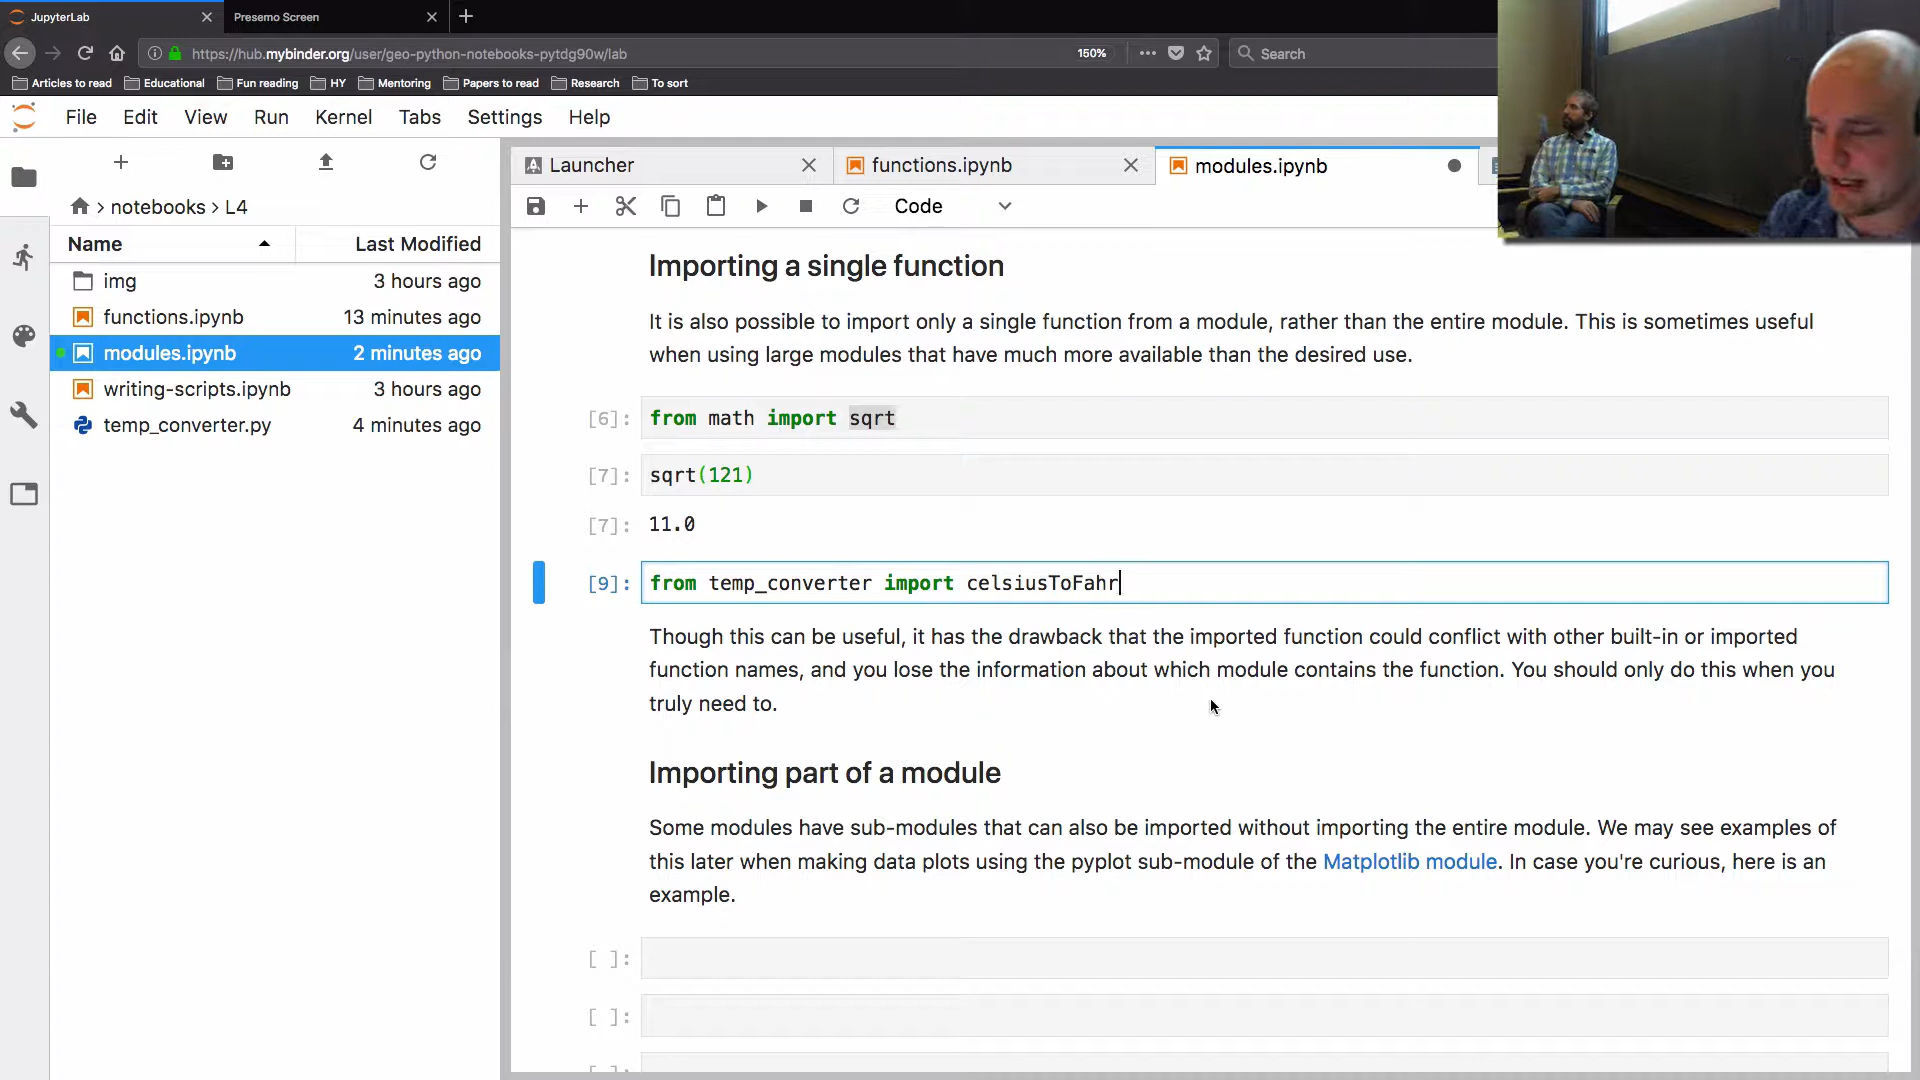 JupyterLab
Presemo Screen
https://hub.mybinder.org/user/geo-python-notebooks-pytdg90w/lab
150%
Search
Articles to read
Educational
Fun reading
HY
Mentoring
Papers to read
Research
To sort
File Edit View Run Kernel Tabs Settings Help
Launcher
functions.ipynb
modules.ipynb
notebooks > L4
Code
Name Last Modified
img 3 hours ago
functions.ipynb 13 minutes ago
modules.ipynb 2 minutes ago
writing-scripts.ipynb 3 hours ago
temp_converter.py 4 minutes ago
Importing a single function
It is also possible to import only a single function from a module, rather than the entire module. This is sometimes useful
when using large modules that have much more available than the desired use.
[6]: from math import sqrt
[7]: sqrt(121)
[7]: 11.0
[9]: from temp_converter import celsiusToFahr
Though this can be useful, it has the drawback that the imported function could conflict with other built-in or imported
function names, and you lose the information about which module contains the function. You should only do this when you
truly need to.
Importing part of a module
Some modules have sub-modules that can also be imported without importing the entire module. We may see examples of
this later when making data plots using the pyplot sub-module of the Matplotlib module. In case you're curious, here is an
example.
[ ]:
[ ]:
[ ]: